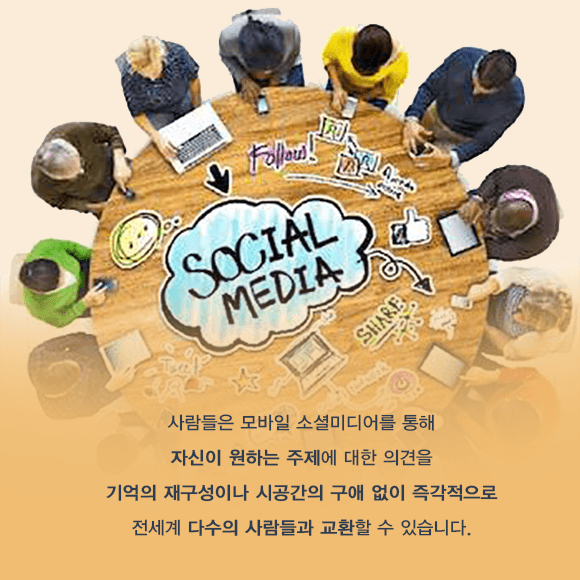 Follow!
SOCIAL
MEDIA
SHARE
사람들은 모바일 소셜미디어를 통해
자신이 원하는 주제에 대한 의견을
기억의 재구성이나 시공간의 구애 없이 즉각적으로
전세계 다수의 사람들과 교환할 수 있습니다.